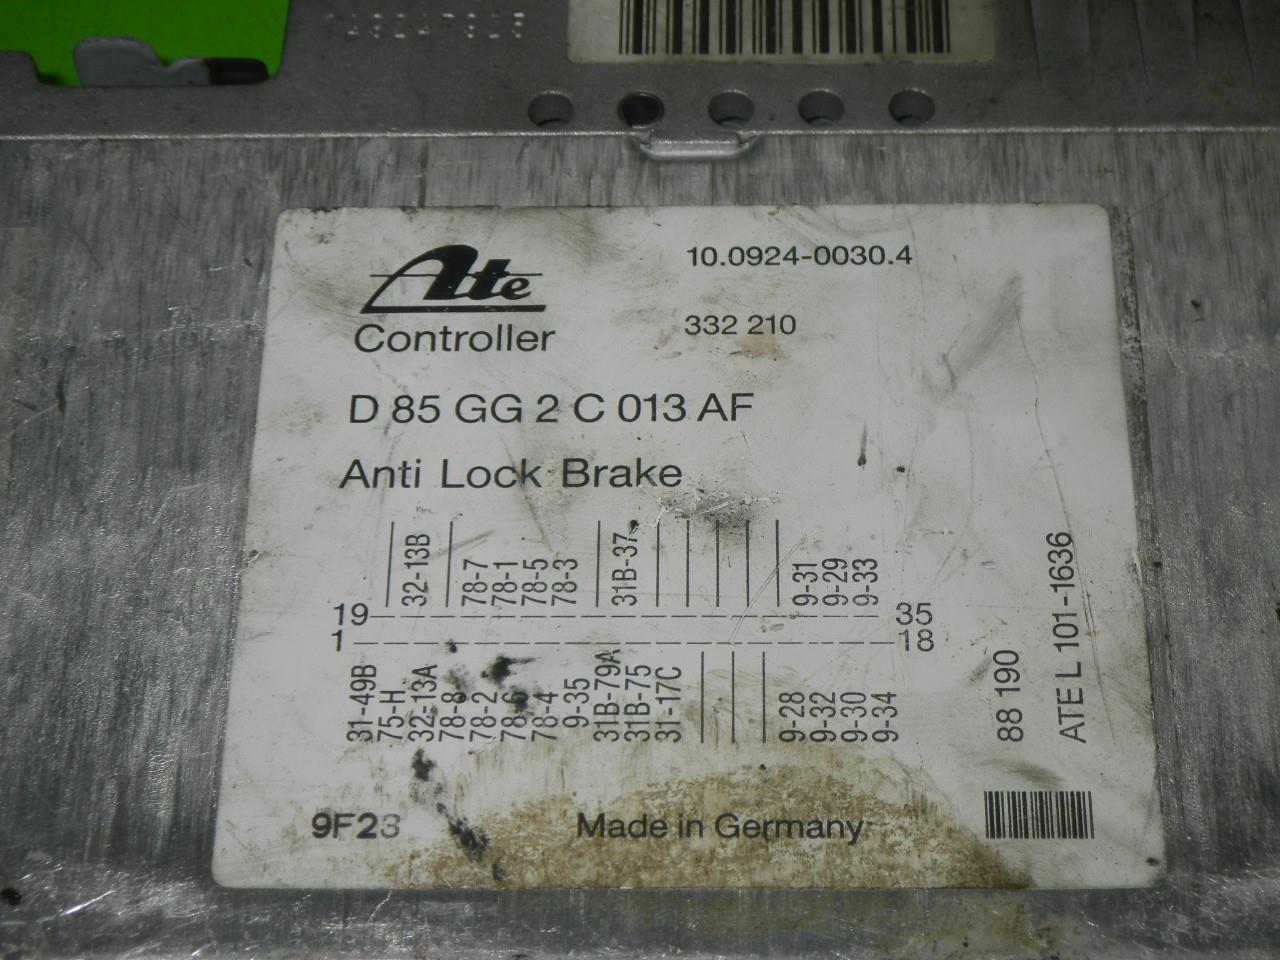 Ate
10.0924-0030.4
Controller
332 210
D 85 GG 2 C 013 AF
Anti Lock Brake
32-13B
78-7
78-1
78-5
78-3
31B-37
9-31
9-29
9-33
19
35
1
18
31-49B
75-H
32-13A
78-8
78-2
78-6
78-4
9-35
31B-79A
31B-75
31-17C
9-28
9-32
9-30
9-34
88 190
ATE L 101-1636
9F23
Made in Germany